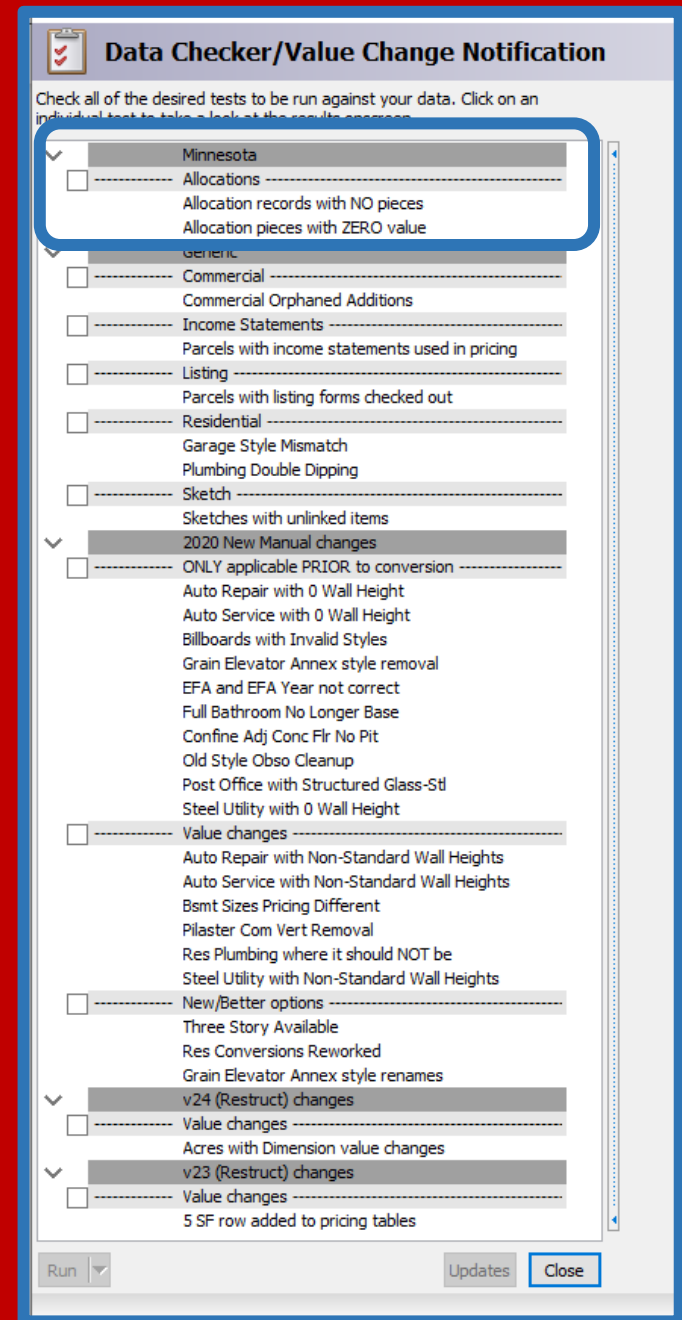 Data Checker/Value Change Notification
Check all of the desired tests to be run against your data. Click on an
individual test to take a look at the results onscreen.
Minnesota
Allocations
Allocation records with NO pieces
Allocation pieces with ZERO value
Generic
Commercial
Commercial Orphaned Additions
Income Statements
Parcels with income statements used in pricing
Listing
Parcels with listing forms checked out
Residential
Garage Style Mismatch
Plumbing Double Dipping
Sketch
Sketches with unlinked items
2020 New Manual changes
ONLY applicable PRIOR to conversion
Auto Repair with 0 Wall Height
Auto Service with 0 Wall Height
Billboards with Invalid Styles
Grain Elevator Annex style removal
EFA and EFA Year not correct
Full Bathroom No Longer Base
Confine Adj Conc Flr No Pit
Old Style Obso Cleanup
Post Office with Structured Glass-Stl
Steel Utility with 0 Wall Height
Value changes
Auto Repair with Non-Standard Wall Heights
Auto Service with Non-Standard Wall Heights
Bsmt Sizes Pricing Different
Pilaster Com Vert Removal
Res Plumbing where it should NOT be
Steel Utility with Non-Standard Wall Heights
New/Better options
Three Story Available
Res Conversions Reworked
Grain Elevator Annex style renames
v24 (Restruct) changes
Value changes
Acres with Dimension value changes
v23 (Restruct) changes
Value changes
5 SF row added to pricing tables
Run Updates Close